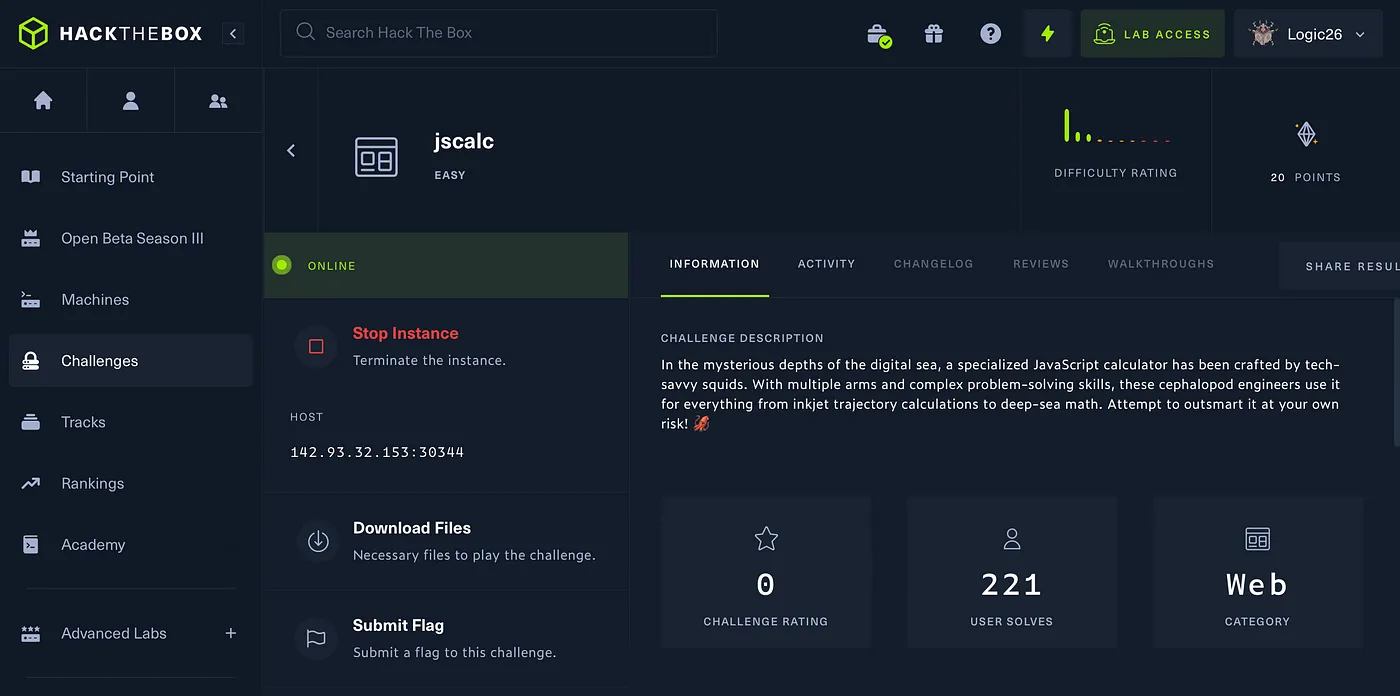 HACKTHEBOX
Search Hack The Box
LAB ACCESS
Logic26
Starting Point
Open Beta Season III
Machines
Challenges
Tracks
Rankings
Academy
Advanced Labs
jscalc
EASY
DIFFICULTY RATING
20 POINTS
ONLINE
Stop Instance
Terminate the instance.
HOST
142.93.32.153:30344
Download Files
Necessary files to play the challenge.
Submit Flag
Submit a flag to this challenge.
INFORMATION
ACTIVITY
CHANGELOG
REVIEWS
WALKTHROUGHS
SHARE RESUL
CHALLENGE DESCRIPTION
In the mysterious depths of the digital sea, a specialized JavaScript calculator has been crafted by tech-
savvy squids. With multiple arms and complex problem-solving skills, these cephalopod engineers use it
for everything from inkjet trajectory calculations to deep-sea math. Attempt to outsmart it at your own
risk! 🦑
0
CHALLENGE RATING
221
USER SOLVES
Web
CATEGORY